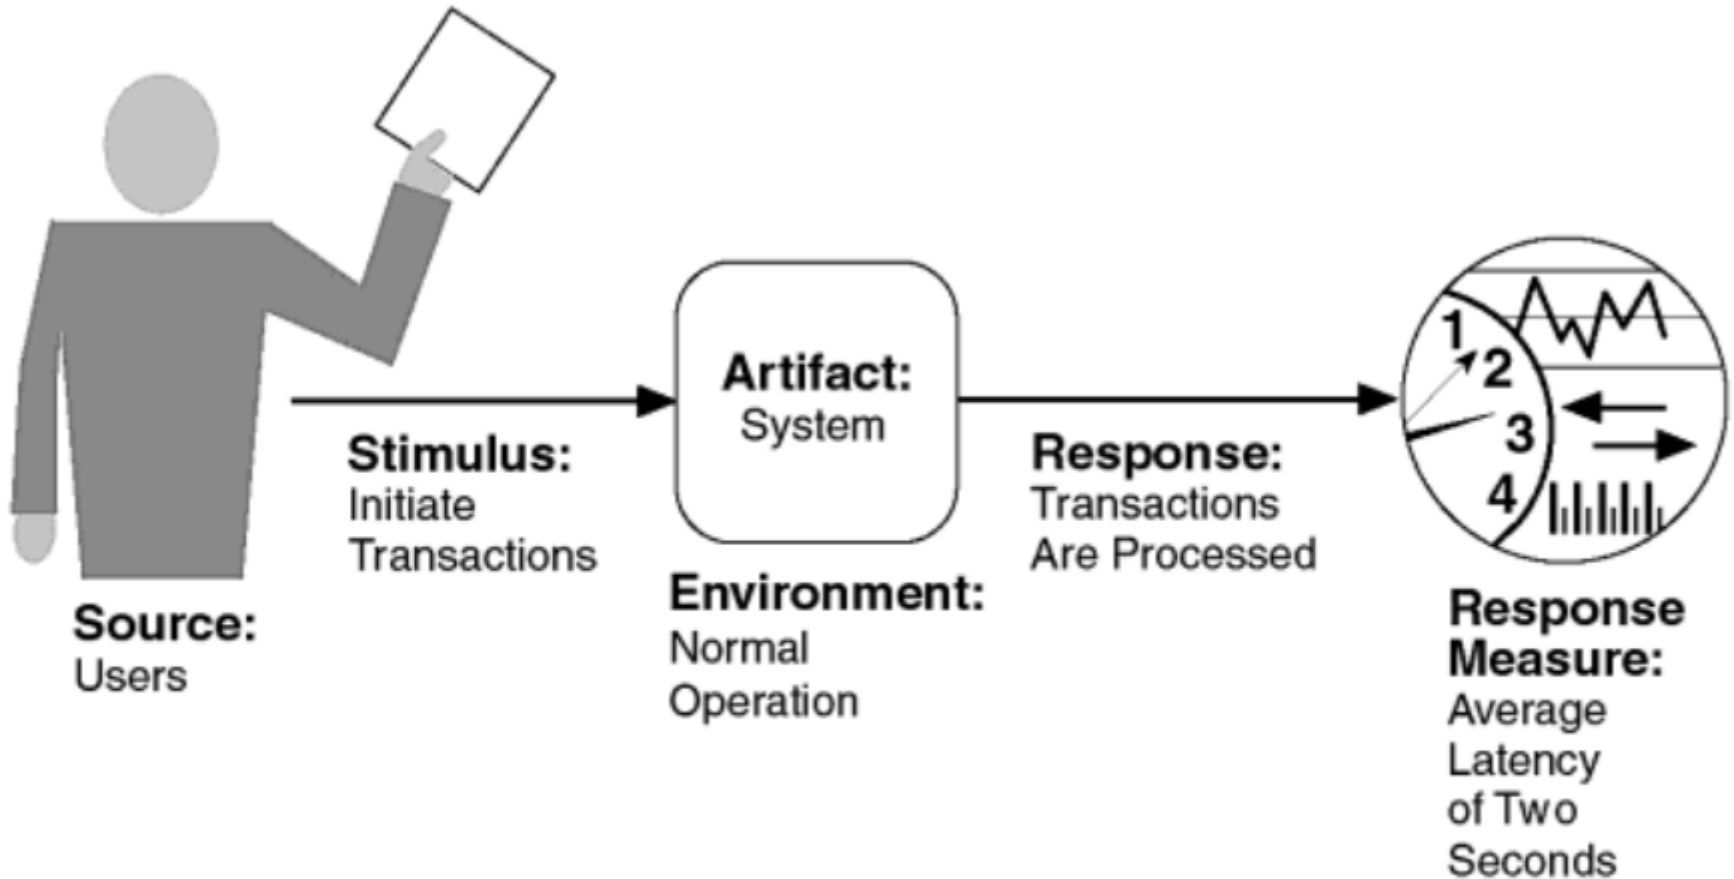 Source:
Users
Stimulus:
Initiate
Transactions
Artifact:
System
Environment:
Normal
Operation
Response:
Transactions
Are Processed
1
2
3
4
Response
Measure:
Average
Latency
of Two
Seconds